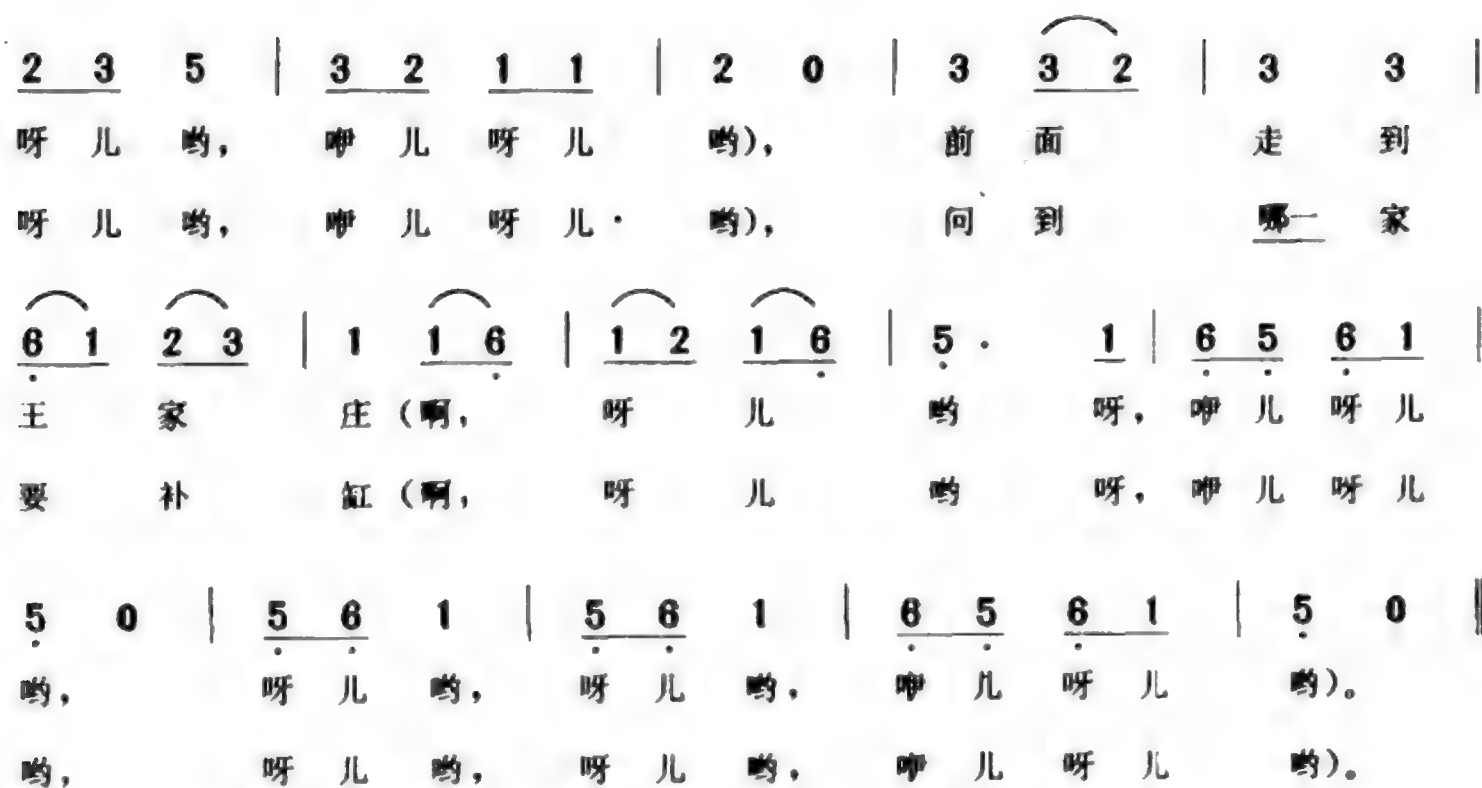 2 3 5 | 3 2 1 1 | 2 0 | 3 3 2 | 3 3 |
呀 儿 哟， 咿 儿 呀 儿 哟）， 前 面 走 到
呀 儿 哟， 咿 儿 呀 儿 哟）， 问 到 哪一 家
6 1 2 3 | 1 1 6 | 1 2 1 6 | 5 · 1 | 6 5 6 1 |
王 家 庄（啊， 呀 儿 哟 呀， 咿 儿 呀 儿
要 补 缸（啊， 呀 儿 哟 呀， 咿 儿 呀 儿
5 0 | 5 6 1 | 5 6 1 | 6 5 6 1 | 5 0 ‖
哟， 呀 儿 哟， 呀 儿 哟， 咿 儿 呀 儿 哟）。
哟， 呀 儿 哟， 呀 儿 哟， 咿 儿 呀 儿 哟）。